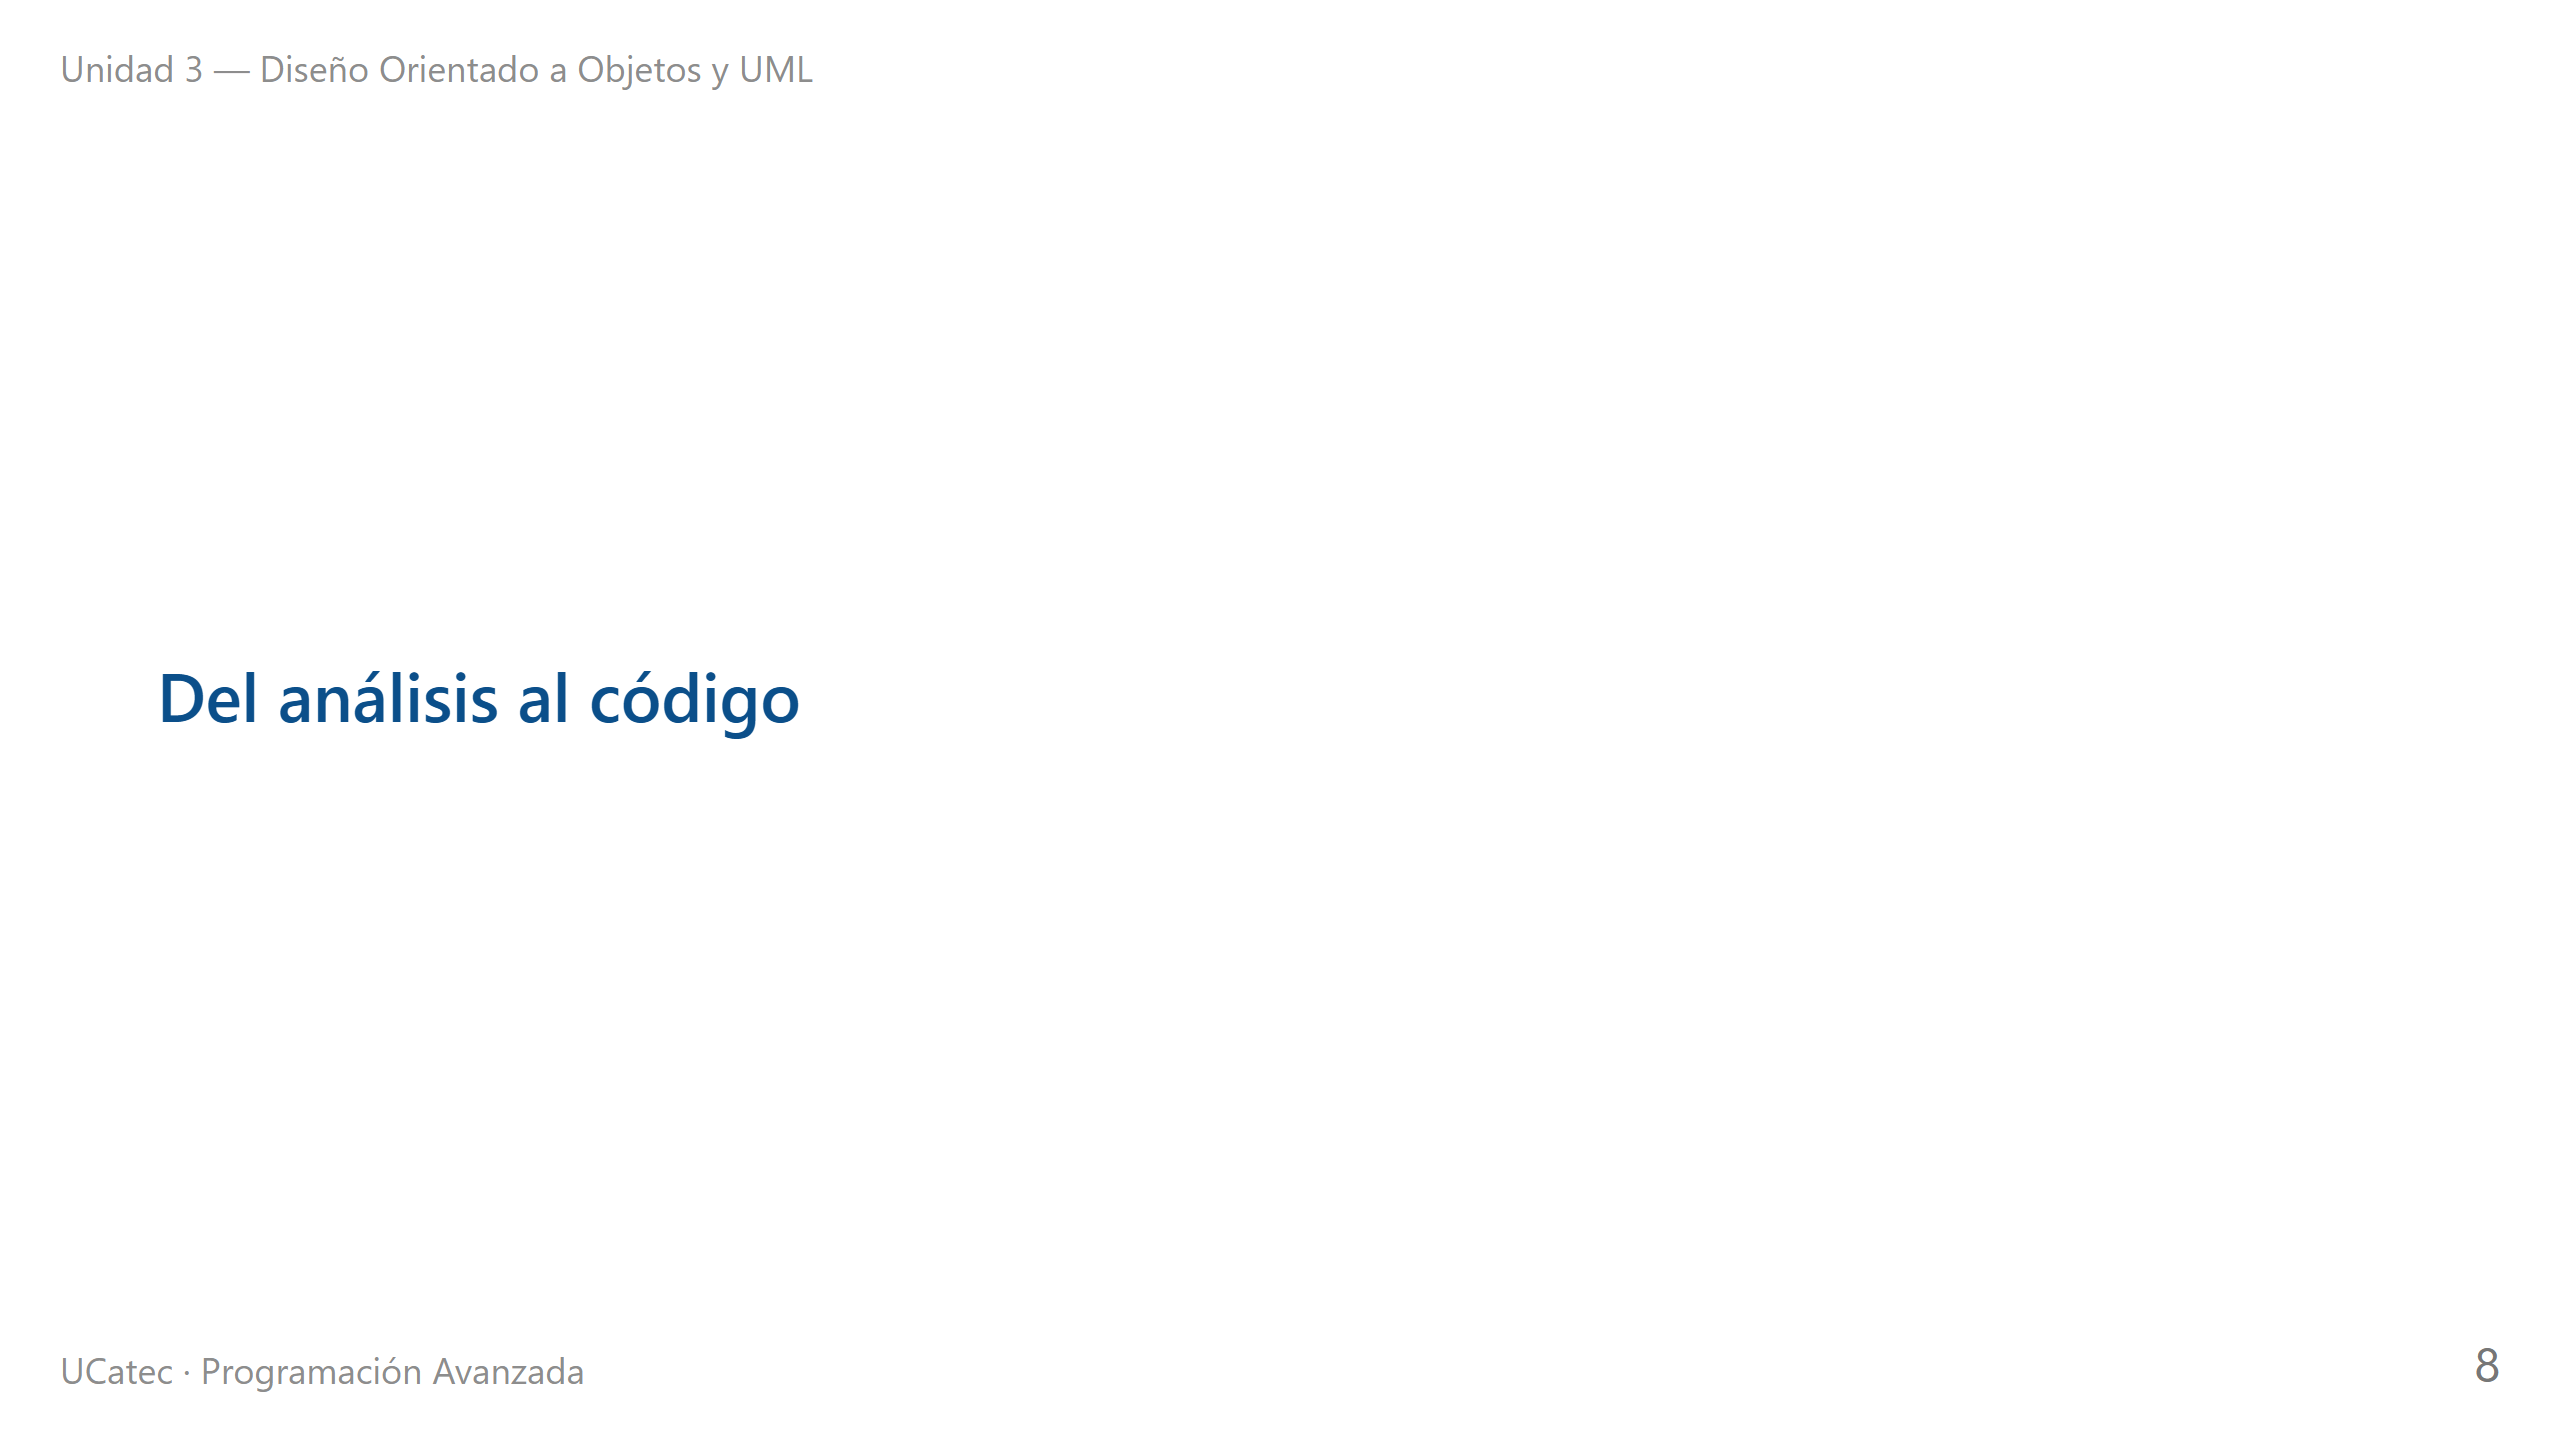 Unidad 3 — Diseño Orientado a Objetos y UML
Del análisis al código
UCatec · Programación Avanzada
8